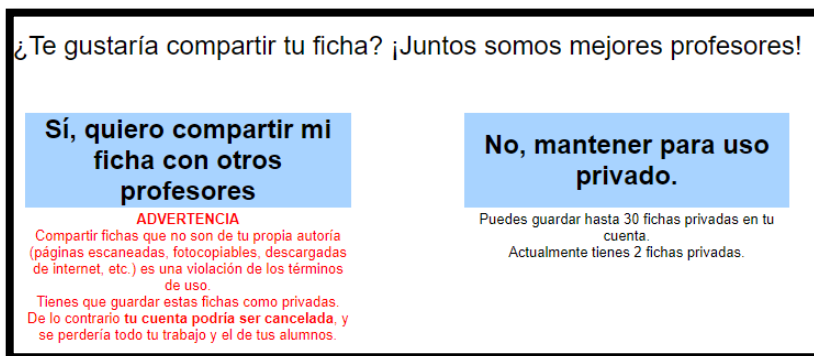 ¿Te gustaría compartir tu ficha? ¡Juntos somos mejores profesores!
Sí, quiero compartir mi
ficha con otros
profesores
ADVERTENCIA
Compartir fichas que no son de tu propia autoría
(páginas escaneadas, fotocopiables, descargadas
de internet, etc.) es una violación de los términos
de uso.
Tienes que guardar estas fichas como privadas.
De lo contrario tu cuenta podría ser cancelada, y
se perdería todo tu trabajo y el de tus alumnos.
No, mantener para uso
privado.
Puedes guardar hasta 30 fichas privadas en tu
cuenta.
Actualmente tienes 2 fichas privadas.